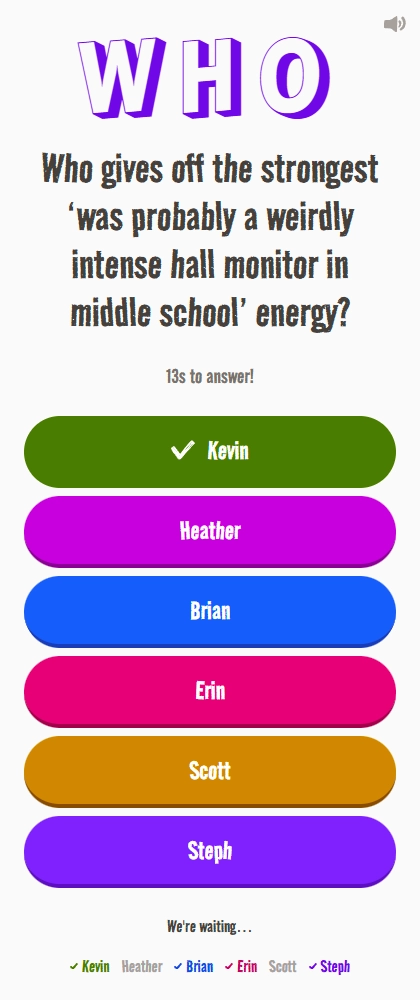 WHO
Who gives off the strongest
‘was probably a weirdly
intense hall monitor in
middle school’ energy?
13s to answer!
Kevin
Heather
Brian
Erin
Scott
Steph
We're waiting...
Kevin Heather Brian Erin Scott Steph